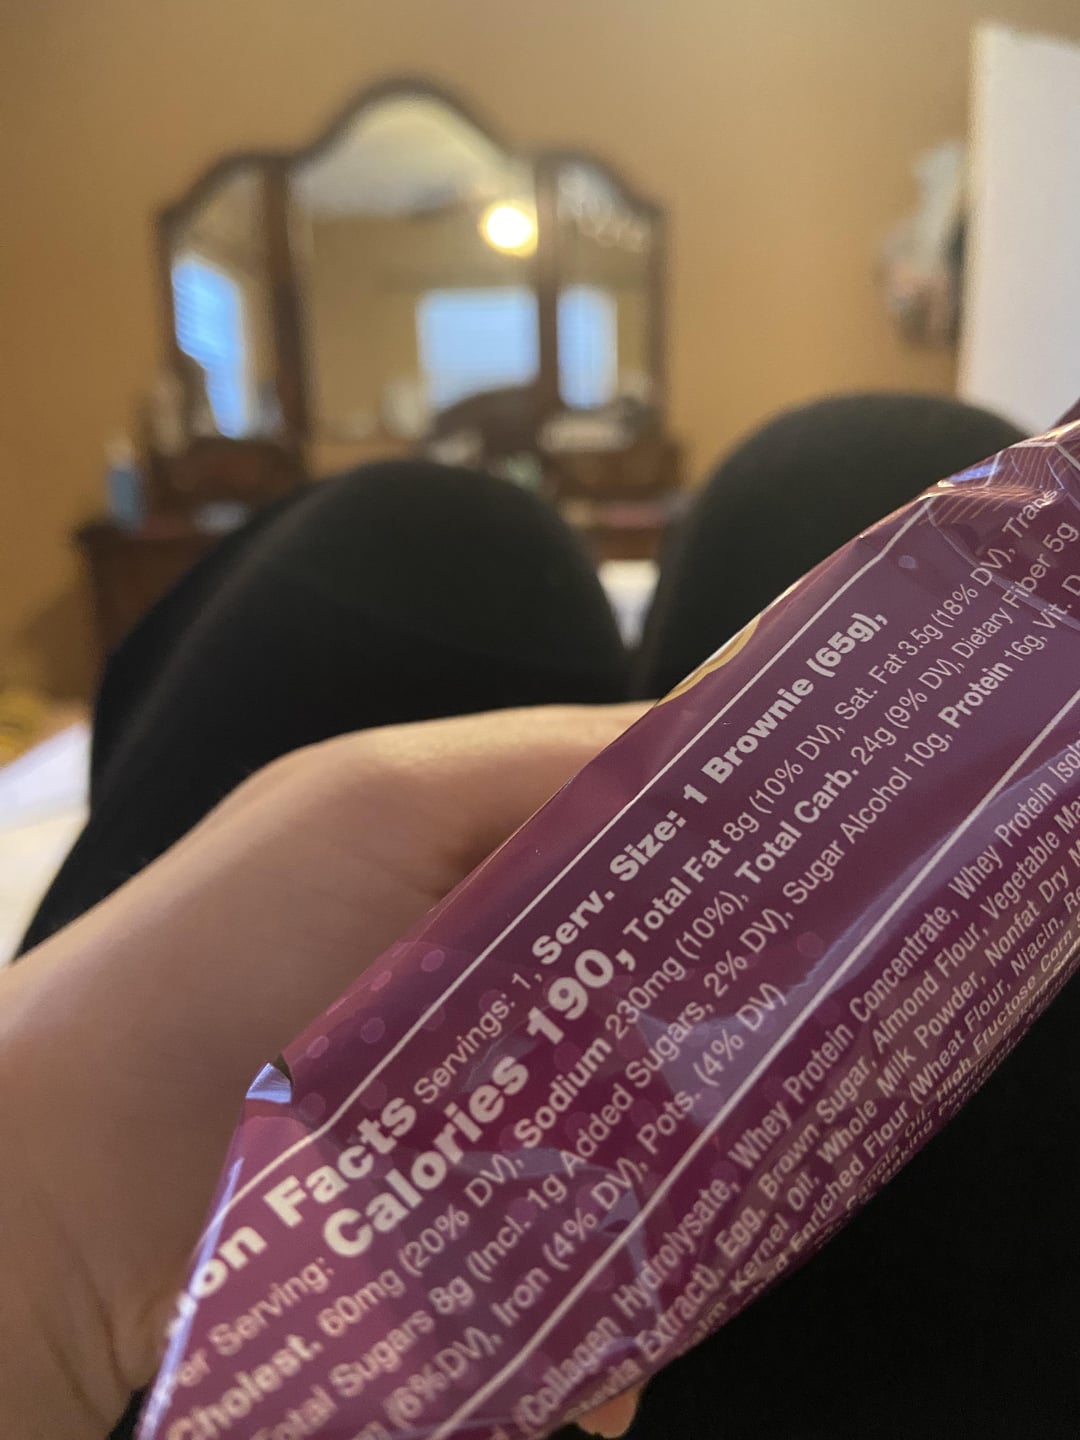 on Facts Servings: 1, Serv. Size: 1 Brownie (65g),
er Serving: Calories 190, Total Fat 8g (10% DV), Sat. Fat 3.5g (18% DV), Trans
Cholest. 60mg (20% DV), Sodium 230mg (10%), Total Carb. 24g (9% DV), Dietary Fiber 5g
Total Sugars 8g (Incl. 1g Added Sugars, 2% DV), Sugar Alcohol 10g, Protein 16g, Vit. D
(6%DV), Iron (4% DV), Pots. (4% DV)
(Collagen Hydrolysate, Whey Protein Concentrate, Whey Protein Isol
Extract), Egg, Brown Sugar, Almond Flour, Vegetable
Kernel Oil, Whole Milk Powder, Nonfat Dry
Enriched Flour (Wheat Flour, Niacin,
Oil, High Fructose Corn